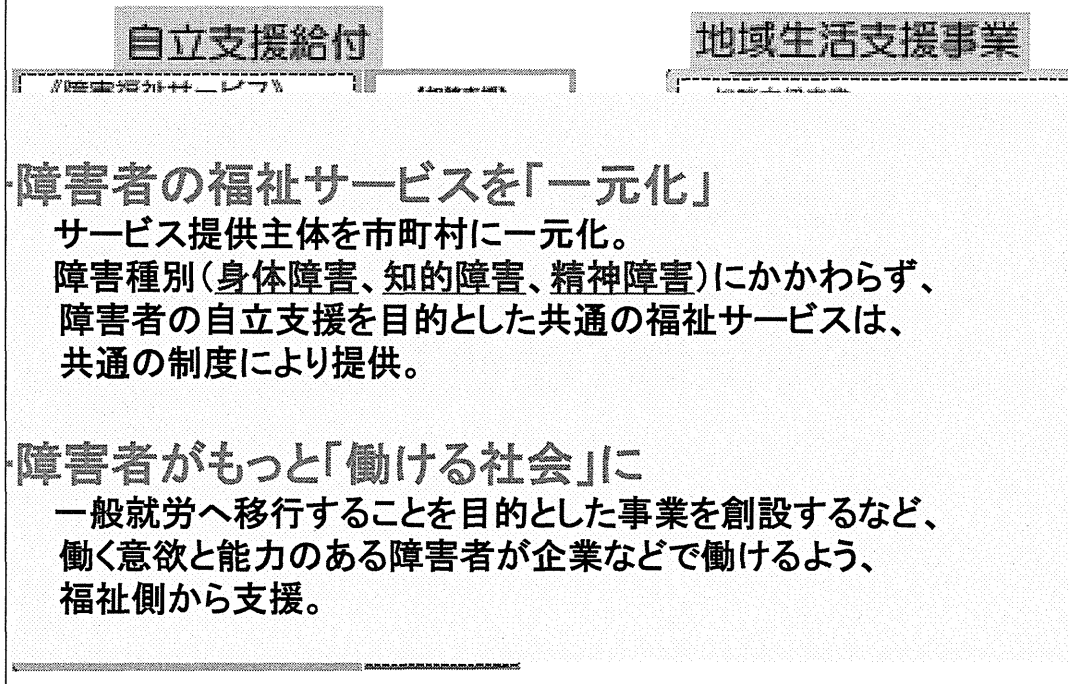 自立支援給付
地域生活支援事業
・障害者の福祉サービスを「一元化」
サービス提供主体を市町村に一元化。
障害種別(身体障害、知的障害、精神障害)にかかわらず、
障害者の自立支援を目的とした共通の福祉サービスは、
共通の制度により提供。
・障害者がもっと「働ける社会」に
一般就労へ移行することを目的とした事業を創設するなど、
働く意欲と能力のある障害者が企業などで働けるよう、
福祉側から支援。